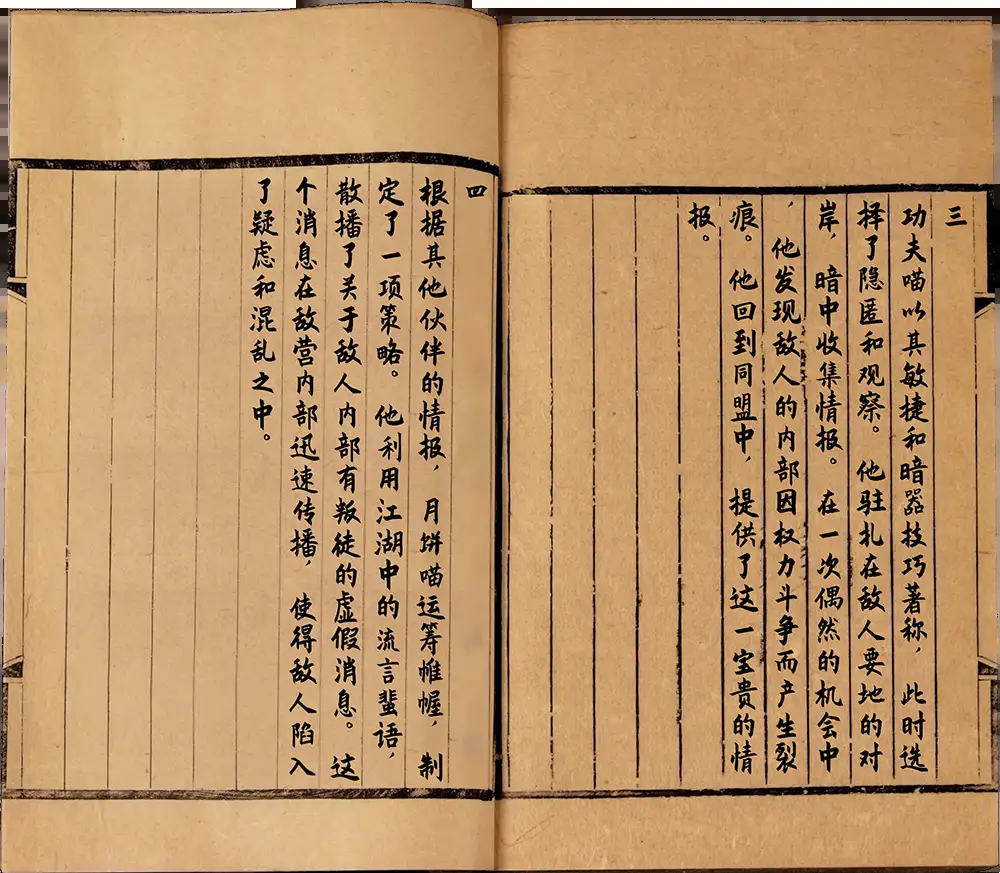 三
功夫喵以其敏捷和暗器技巧著称，此时选
择了隐匿和观察。他驻扎在敌人要地的对
岸，暗中收集情报。在一次偶然的机会中
，他发现敌人的内部因权力斗争而产生裂
痕。他回到同盟中，提供了这一宝贵的情
报。
四
根据其他伙伴的情报，月饼喵运筹帷幄，制
定了一项策略。他利用江湖中的流言蜚语，
散播了关于敌人内部有叛徒的虚假消息。这
个消息在敌营内部迅速传播，使得敌人陷入
了疑虑和混乱之中。